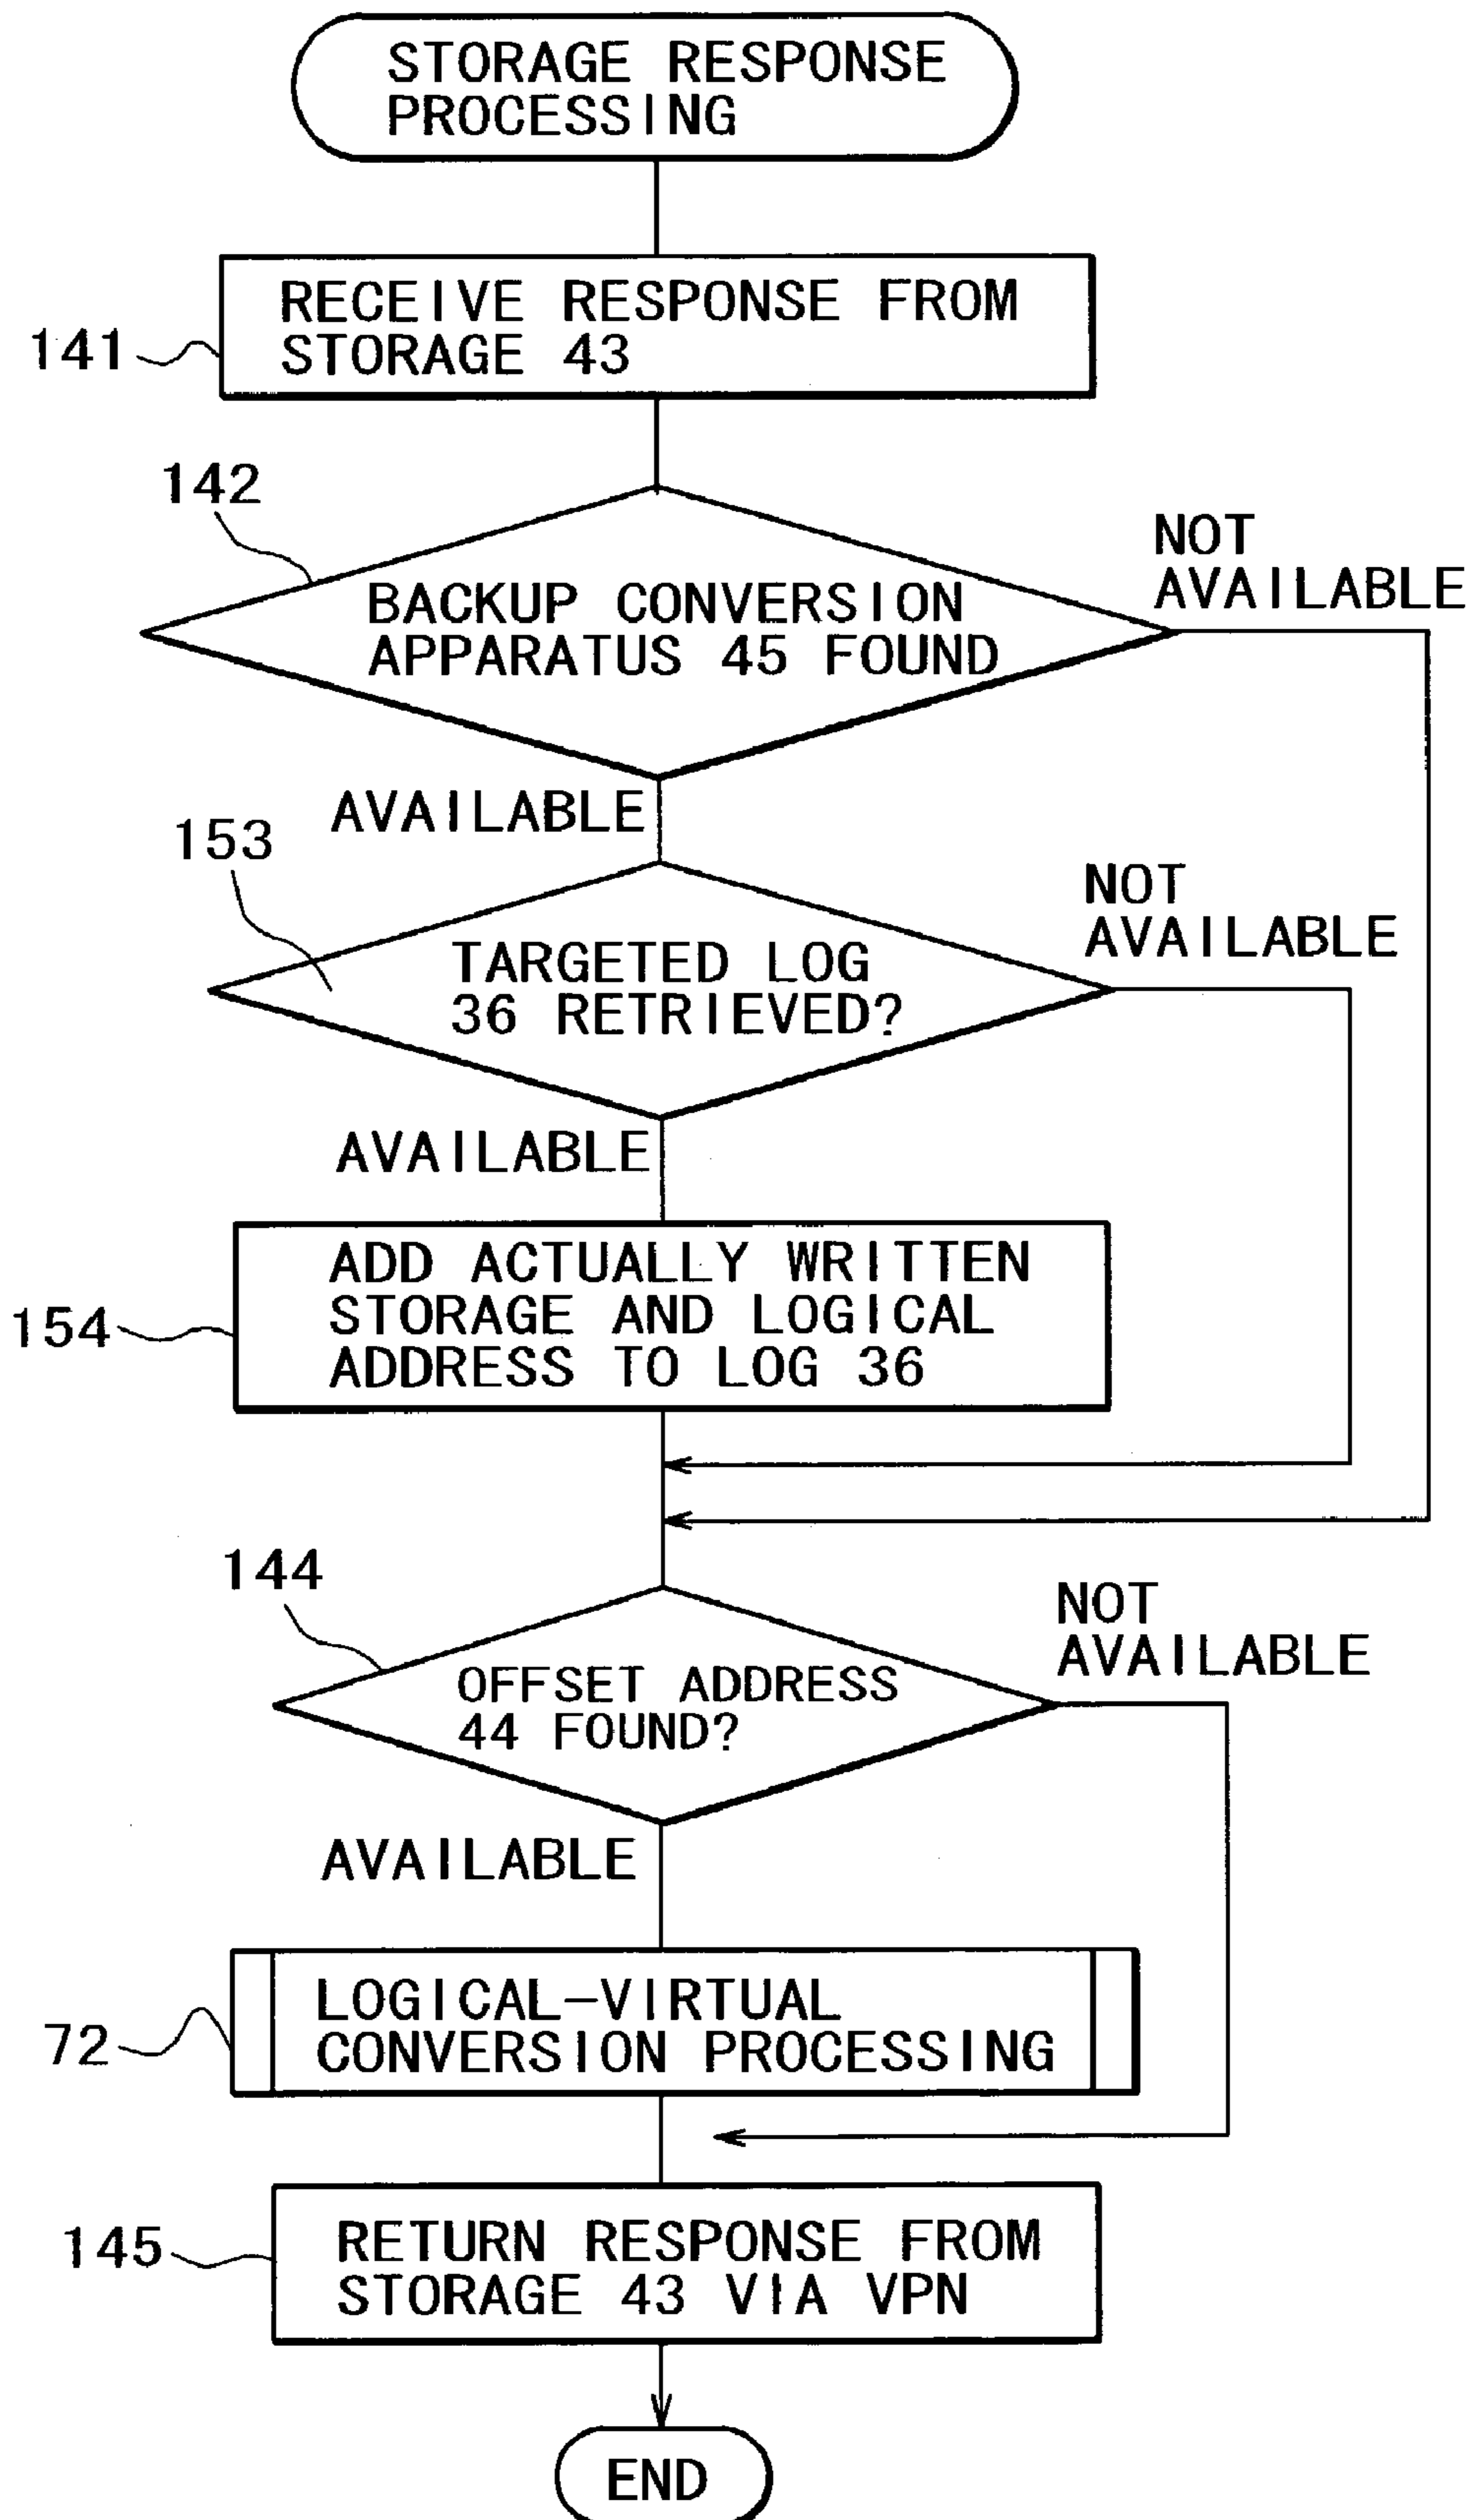 STORAGE RESPONSE
PROCESSING
RECEIVE RESPONSE FROM
STORAGE 43
141
142
BACKUP CONVERSION
APPARATUS 45 FOUND
NOT
AVAILABLE
AVAILABLE
153
TARGETED LOG
36 RETRIEVED?
NOT
AVAILABLE
AVAILABLE
ADD ACTUALLY WRITTEN
STORAGE AND LOGICAL
ADDRESS TO LOG 36
154
144
OFFSET ADDRESS
44 FOUND?
NOT
AVAILABLE
AVAILABLE
LOGICAL-VIRTUAL
CONVERSION PROCESSING
72
RETURN RESPONSE FROM
STORAGE 43 VIA VPN
145
END